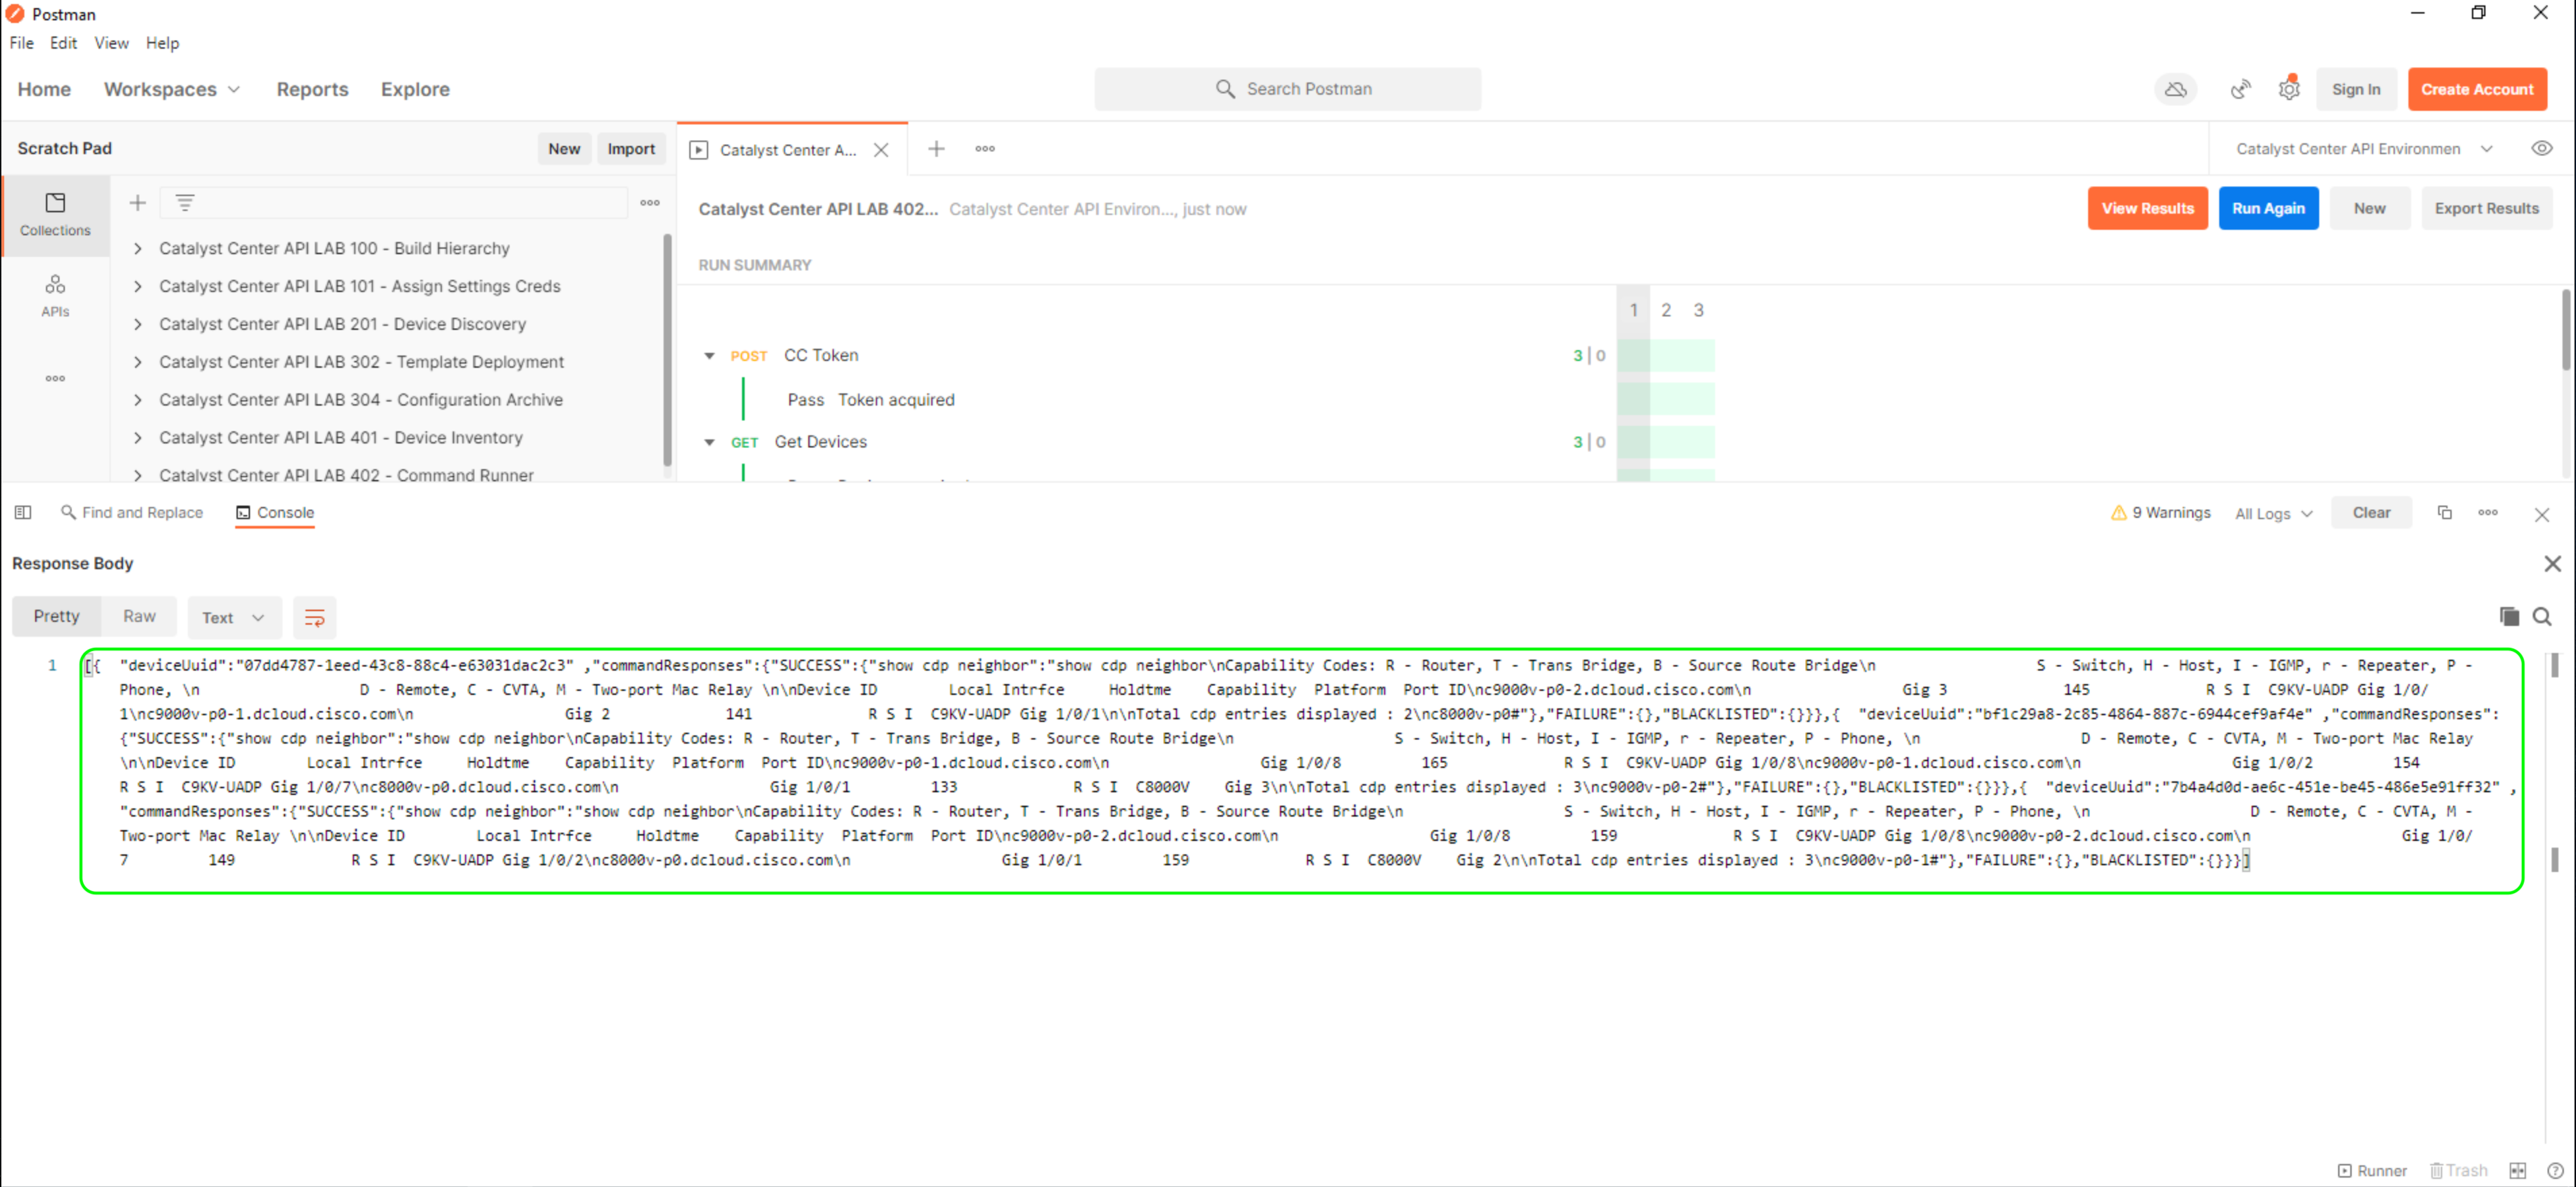 Postman
File Edit View Help
Home Workspaces Reports Explore
Search Postman
Sign In Create Account
Scratch Pad New Import
Catalyst Center A...
Catalyst Center API Environmen
Collections
APIs
Catalyst Center API LAB 100 - Build Hierarchy
Catalyst Center API LAB 101 - Assign Settings Creds
Catalyst Center API LAB 201 - Device Discovery
Catalyst Center API LAB 302 - Template Deployment
Catalyst Center API LAB 304 - Configuration Archive
Catalyst Center API LAB 401 - Device Inventory
Catalyst Center API LAB 402 - Command Runner
Catalyst Center API LAB 402... Catalyst Center API Environ..., just now
View Results Run Again New Export Results
RUN SUMMARY
1 2 3
POST CC Token 3 | 0
Pass Token acquired
GET Get Devices 3 | 0
Find and Replace Console
9 Warnings All Logs Clear
Response Body
Pretty Raw Text
1 [{ "deviceUuid":"07dd4787-1eed-43c8-88c4-e63031dac2c3" ,"commandResponses":{"SUCCESS":{"show cdp neighbor":"show cdp neighbor\nCapability Codes: R - Router, T - Trans Bridge, B - Source Route Bridge\n S - Switch, H - Host, I - IGMP, r - Repeater, P -
Phone, \n D - Remote, C - CVTA, M - Two-port Mac Relay \n\nDevice ID Local Intrfce Holdtme Capability Platform Port ID\nc9000v-p0-2.dcloud.cisco.com\n Gig 3 145 R S I C9KV-UADP Gig 1/0/
1\nc9000v-p0-1.dcloud.cisco.com\n Gig 2 141 R S I C9KV-UADP Gig 1/0/1\n\nTotal cdp entries displayed : 2\nc8000v-p0#"},"FAILURE":{},"BLACKLISTED":{}}},{ "deviceUuid":"bf1c29a8-2c85-4864-887c-6944cef9af4e" ,"commandResponses":
{"SUCCESS":{"show cdp neighbor":"show cdp neighbor\nCapability Codes: R - Router, T - Trans Bridge, B - Source Route Bridge\n S - Switch, H - Host, I - IGMP, r - Repeater, P - Phone, \n D - Remote, C - CVTA, M - Two-port Mac Relay
\n\nDevice ID Local Intrfce Holdtme Capability Platform Port ID\nc9000v-p0-1.dcloud.cisco.com\n Gig 1/0/8 165 R S I C9KV-UADP Gig 1/0/8\nc9000v-p0-1.dcloud.cisco.com\n Gig 1/0/2 154
R S I C9KV-UADP Gig 1/0/7\nc8000v-p0.dcloud.cisco.com\n Gig 1/0/1 133 R S I C8000V Gig 3\n\nTotal cdp entries displayed : 3\nc9000v-p0-2#"},"FAILURE":{},"BLACKLISTED":{}}},{ "deviceUuid":"7b4a4d0d-ae6c-451e-be45-486e5e91ff32" ,
"commandResponses":{"SUCCESS":{"show cdp neighbor":"show cdp neighbor\nCapability Codes: R - Router, T - Trans Bridge, B - Source Route Bridge\n S - Switch, H - Host, I - IGMP, r - Repeater, P - Phone, \n D - Remote, C - CVTA, M -
Two-port Mac Relay \n\nDevice ID Local Intrfce Holdtme Capability Platform Port ID\nc9000v-p0-2.dcloud.cisco.com\n Gig 1/0/8 159 R S I C9KV-UADP Gig 1/0/8\nc9000v-p0-2.dcloud.cisco.com\n Gig 1/0/
7 149 R S I C9KV-UADP Gig 1/0/2\nc8000v-p0.dcloud.cisco.com\n Gig 1/0/1 159 R S I C8000V Gig 2\n\nTotal cdp entries displayed : 3\nc9000v-p0-1#"},"FAILURE":{},"BLACKLISTED":{}}}]
Runner Trash